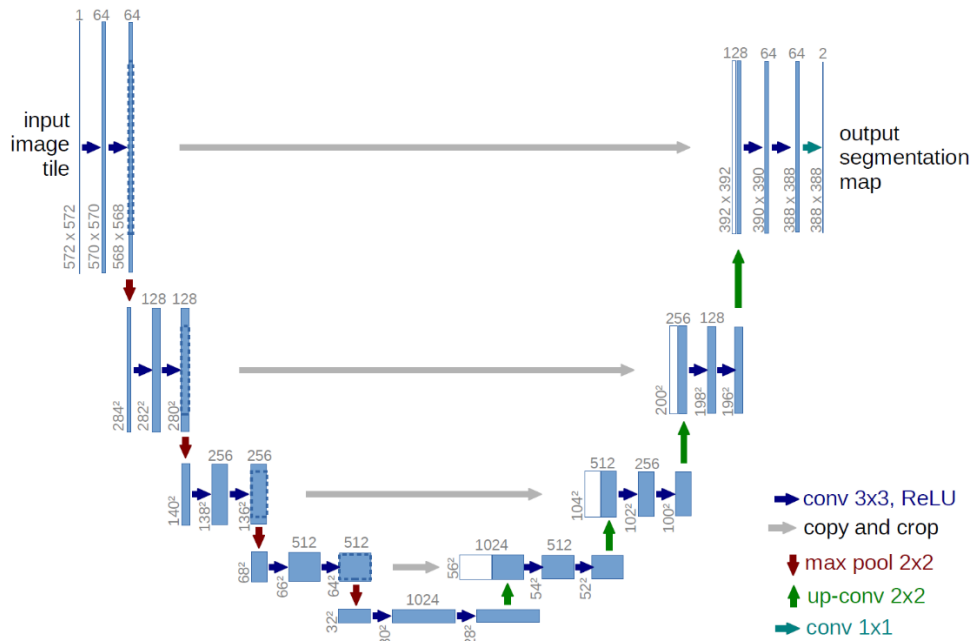 1
64
64
input
image
tile
572 x 572
570 x 570
568 x 568
128
64
64
2
output
segmentation
map
392 x 392
390 x 390
388 x 388
388 x 388
128
128
284²
282²
280²
256
128
200²
198²
196²
256
256
140²
138²
136²
512
256
104²
102²
100²
512
512
68²
66²
64²
1024
512
56²
54²
52²
1024
32²
conv 3x3, ReLU
copy and crop
max pool 2x2
up-conv 2x2
conv 1x1